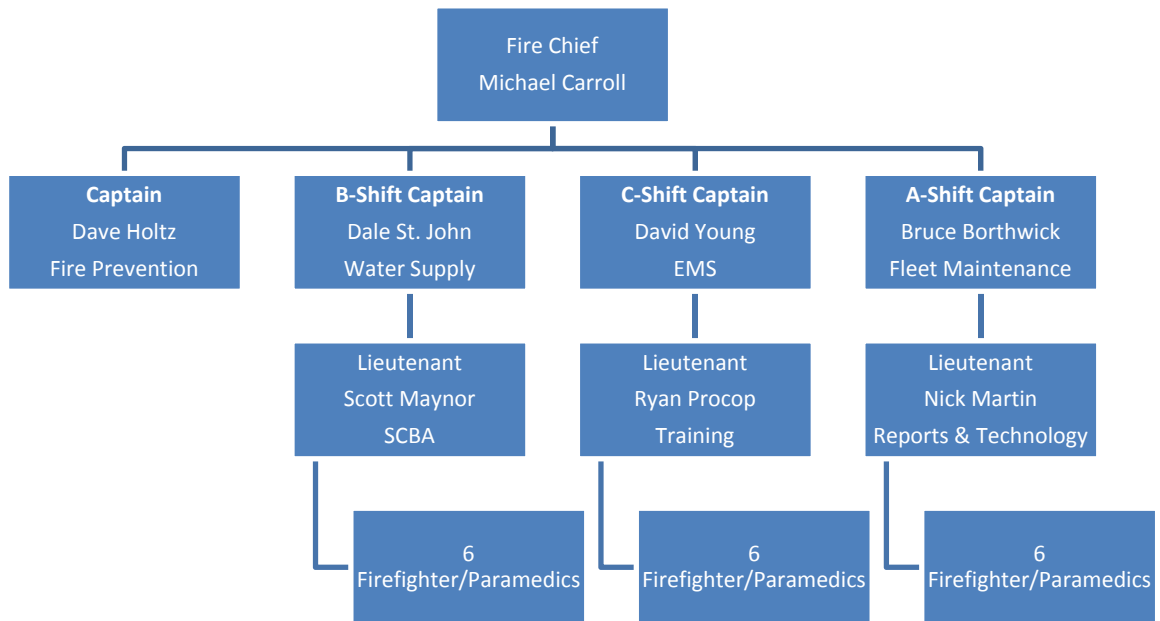 Fire Chief
Michael Carroll
Captain
Dave Holtz
Fire Prevention
B-Shift Captain
Dale St. John
Water Supply
C-Shift Captain
David Young
EMS
A-Shift Captain
Bruce Borthwick
Fleet Maintenance
Lieutenant
Scott Maynor
SCBA
Lieutenant
Ryan Procop
Training
Lieutenant
Nick Martin
Reports & Technology
6
Firefighter/Paramedics
6
Firefighter/Paramedics
6
Firefighter/Paramedics